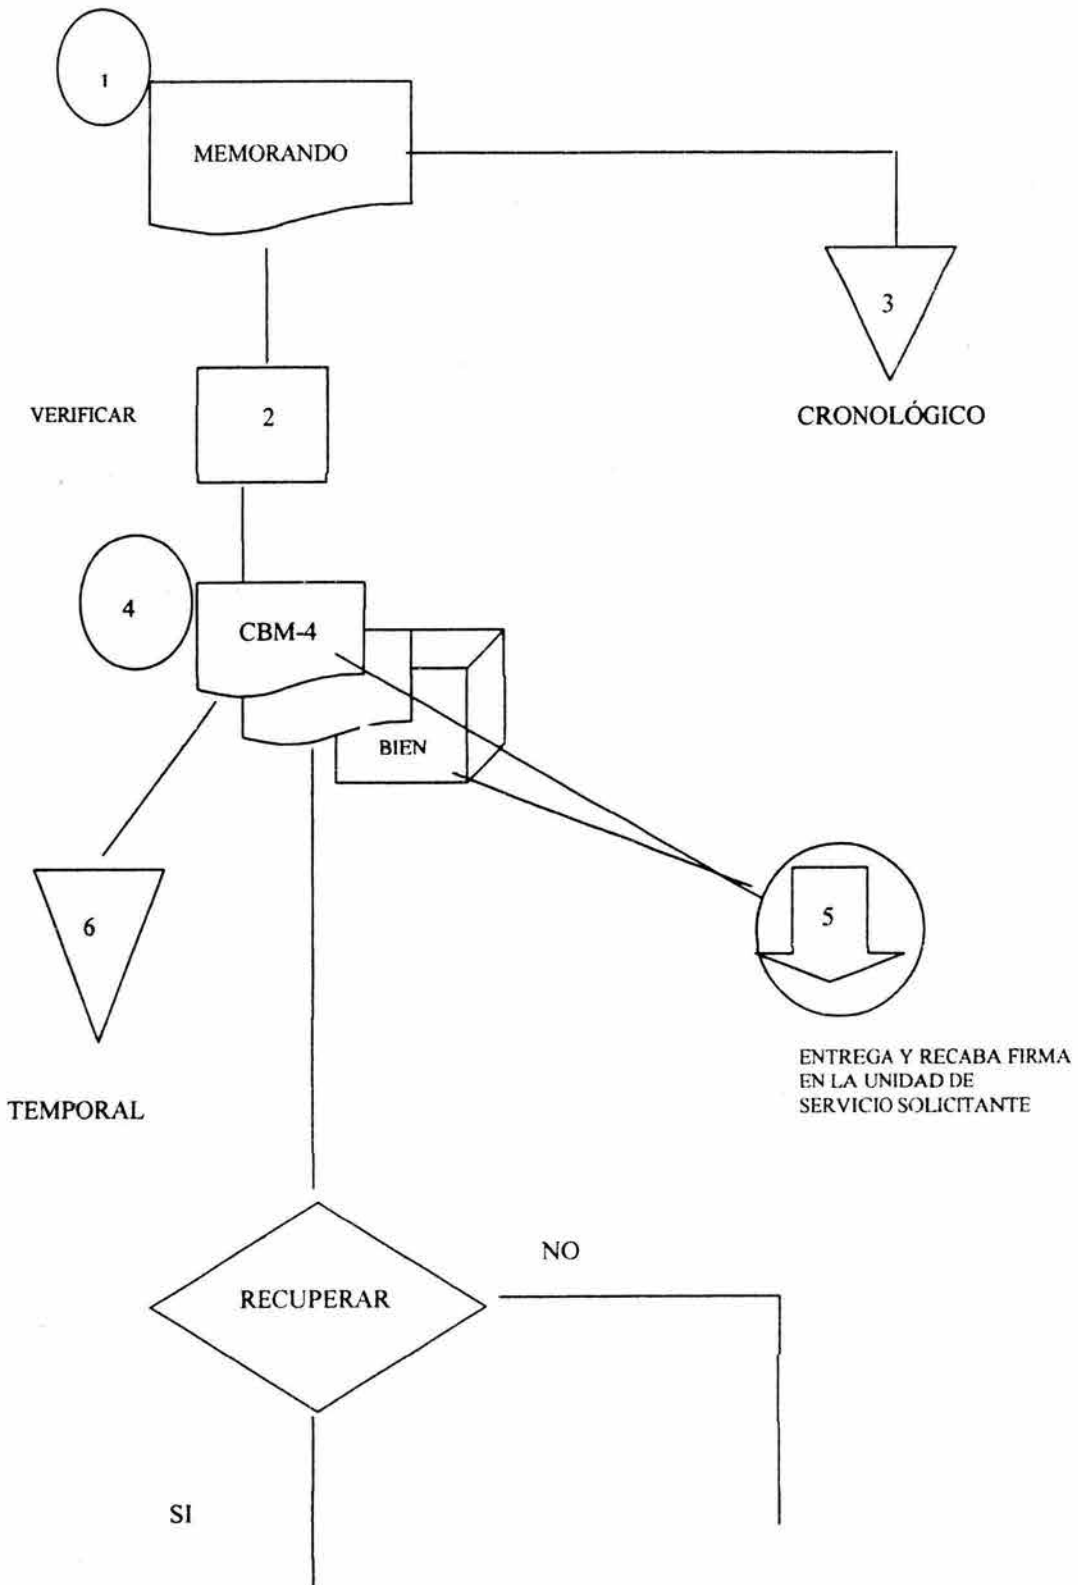 1
MEMORANDO
3
VERIFICAR
2
CRONOLÓGICO
4
CBM-4
BIEN
6
5
ENTREGA Y RECABA FIRMA
EN LA UNIDAD DE
SERVICIO SOLICITANTE
TEMPORAL
NO
RECUPERAR
SI